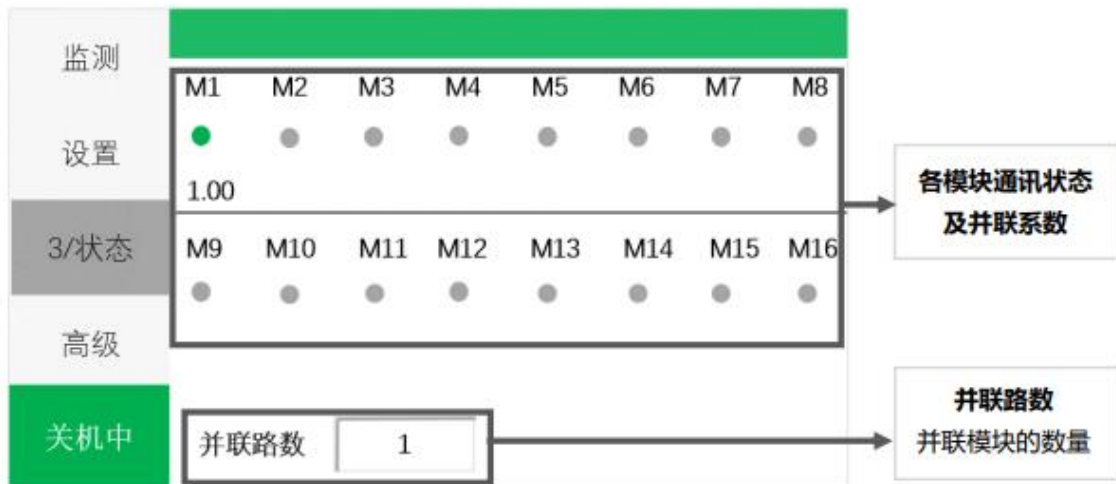 监测
设置
3/状态
高级
关机中
M1 M2 M3 M4 M5 M6 M7 M8
1.00
M9 M10 M11 M12 M13 M14 M15 M16
并联路数 1
各模块通讯状态
及并联系数
并联路数
并联模块的数量